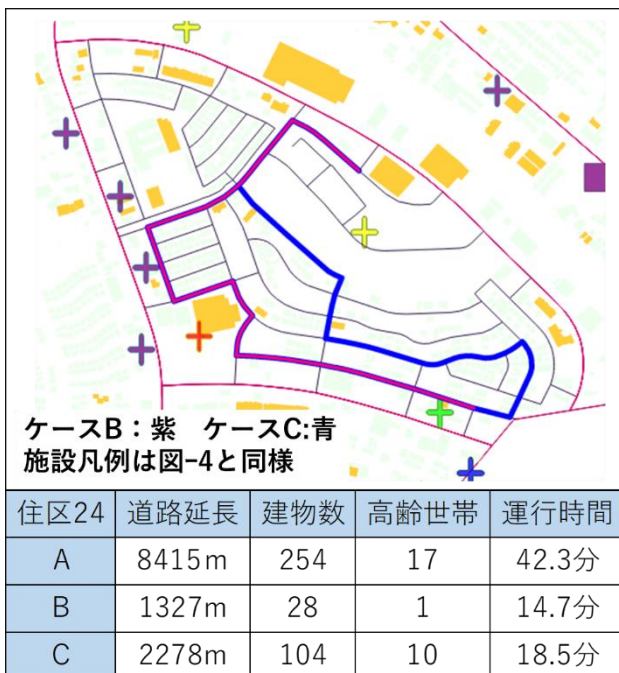 ケースB：紫 ケースC:青
施設凡例は図-4と同様
住区24 道路延長 建物数 高齢世帯 運行時間
A 8415m 254 17 42.3分
B 1327m 28 1 14.7分
C 2278m 104 10 18.5分